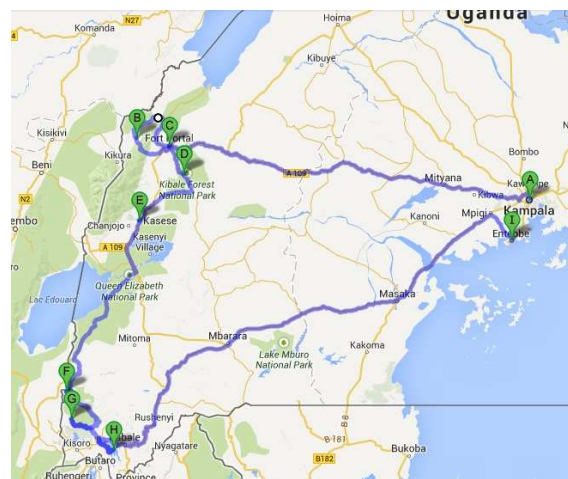 Uganda
N27
Hoima
Komanda
Kibuye
B
C
Kisikivi
Fort Portal
Bombo
Kikura
D
Beni
A 109
Mityana
A
Kibale Forest
National Park
N2
E
Kibwa
Kampala
Mpigi
I
Kasese
Kanoni
Chanjojo
Entebbe
Kasenyi
Village
A 109
Queen Elizabeth
National Park
Lac Edouard
Masaka
Mbarara
Mitoma
Lake Mburo
National Park
Kakoma
F
G
Rushenyi
B8
H
Kisoro
Nyagatare
B181
Butaro
Bukoba
B182
Ruhengeri
Province